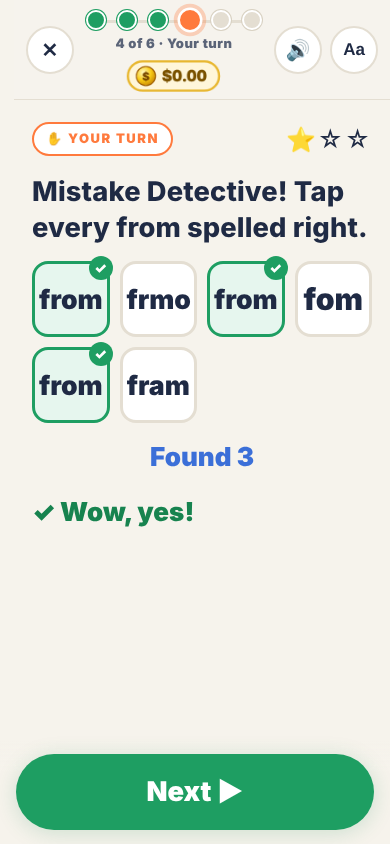 4 of 6 · Your turn
$0.00
Aa
YOUR TURN
Mistake Detective! Tap
every from spelled right.
from frmo from fom
from fram
Found 3
✓ Wow, yes!
Next ▶